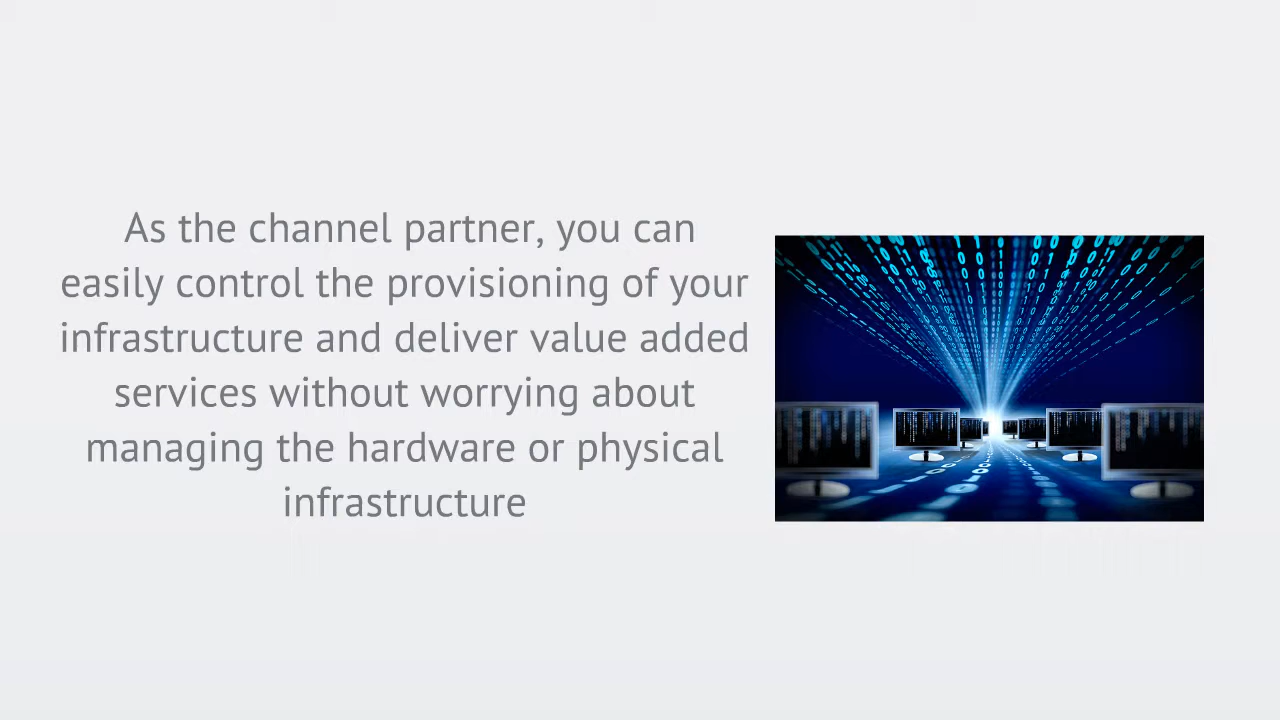 As the channel partner, you can
easily control the provisioning of your
infrastructure and deliver value added
services without worrying about
managing the hardware or physical
infrastructure